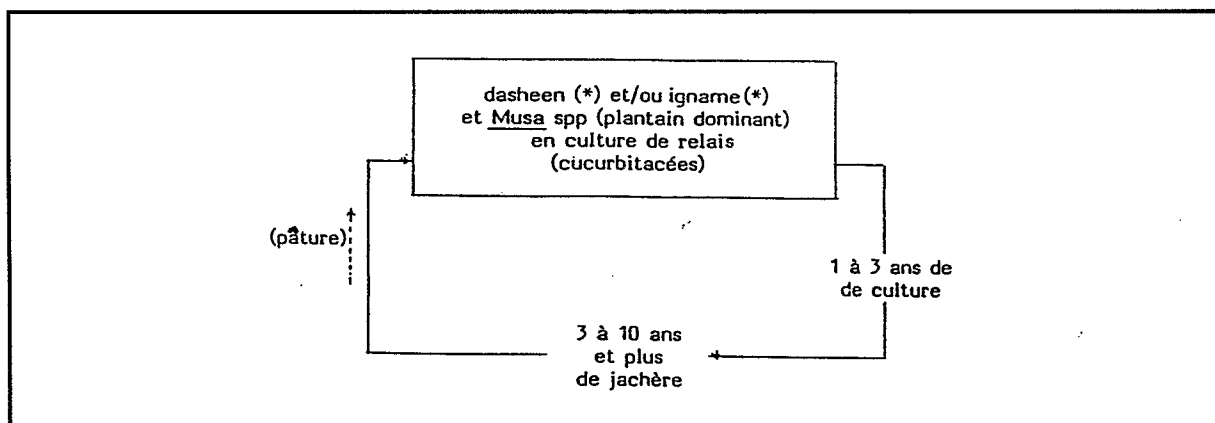 dasheen (*) et/ou igname (*)
et Musa spp (plantain dominant)
en culture de relais
(cucurbitacées)
(pâture)
1 à 3 ans de
de culture
3 à 10 ans
et plus
de jachère